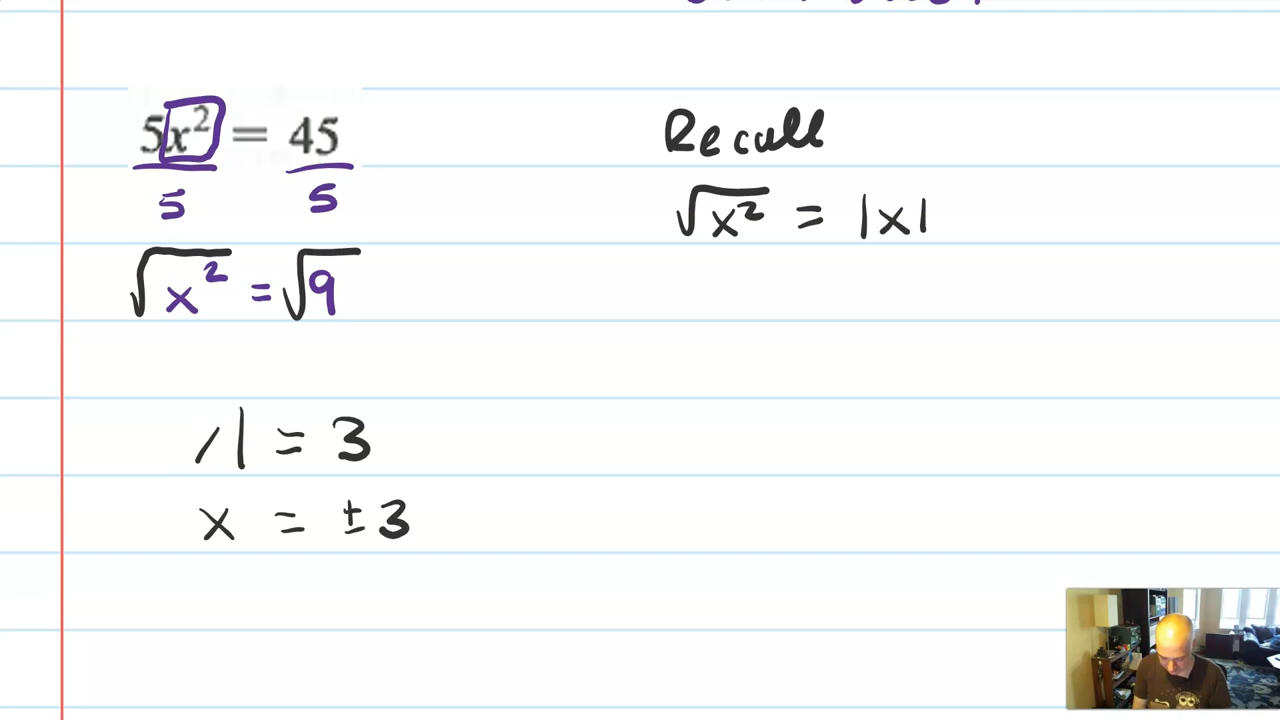 5x² = 45
5 5
√x² = √9
/| = 3
x = ±3
Recall
√x² = |x|